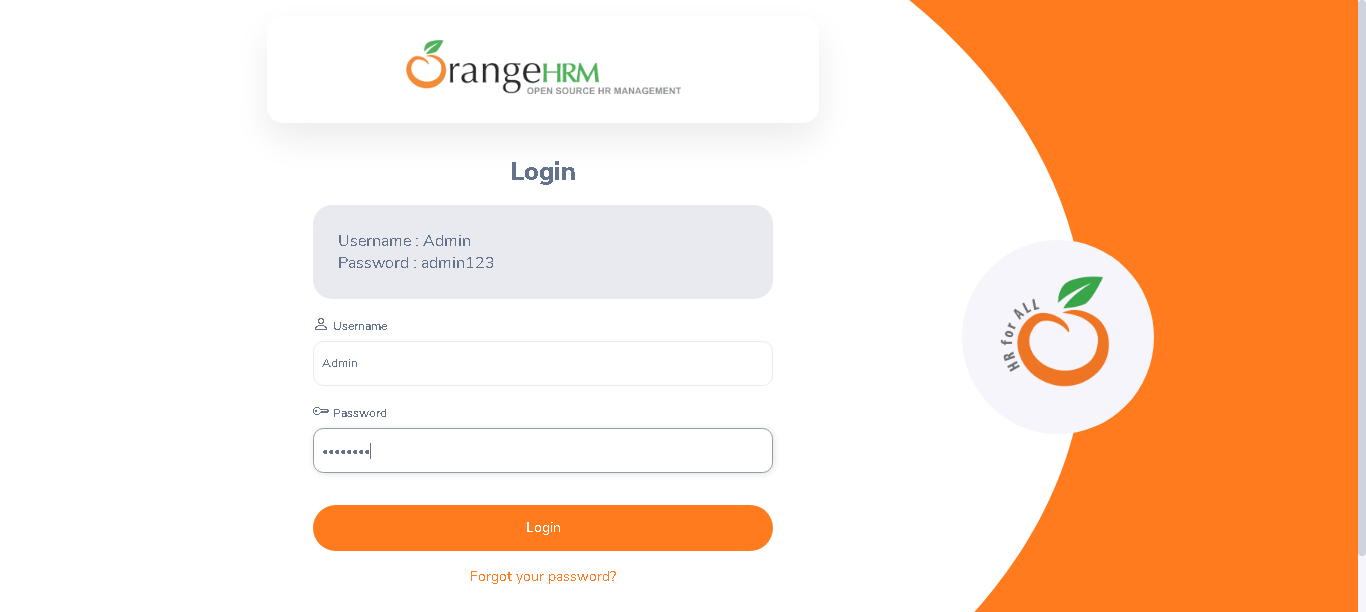 OrangeHRM
OPEN SOURCE HR MANAGEMENT
Login
Username : Admin
Password : admin123
Username
Admin
Password
••••••••
Login
Forgot your password?
HR for ALL